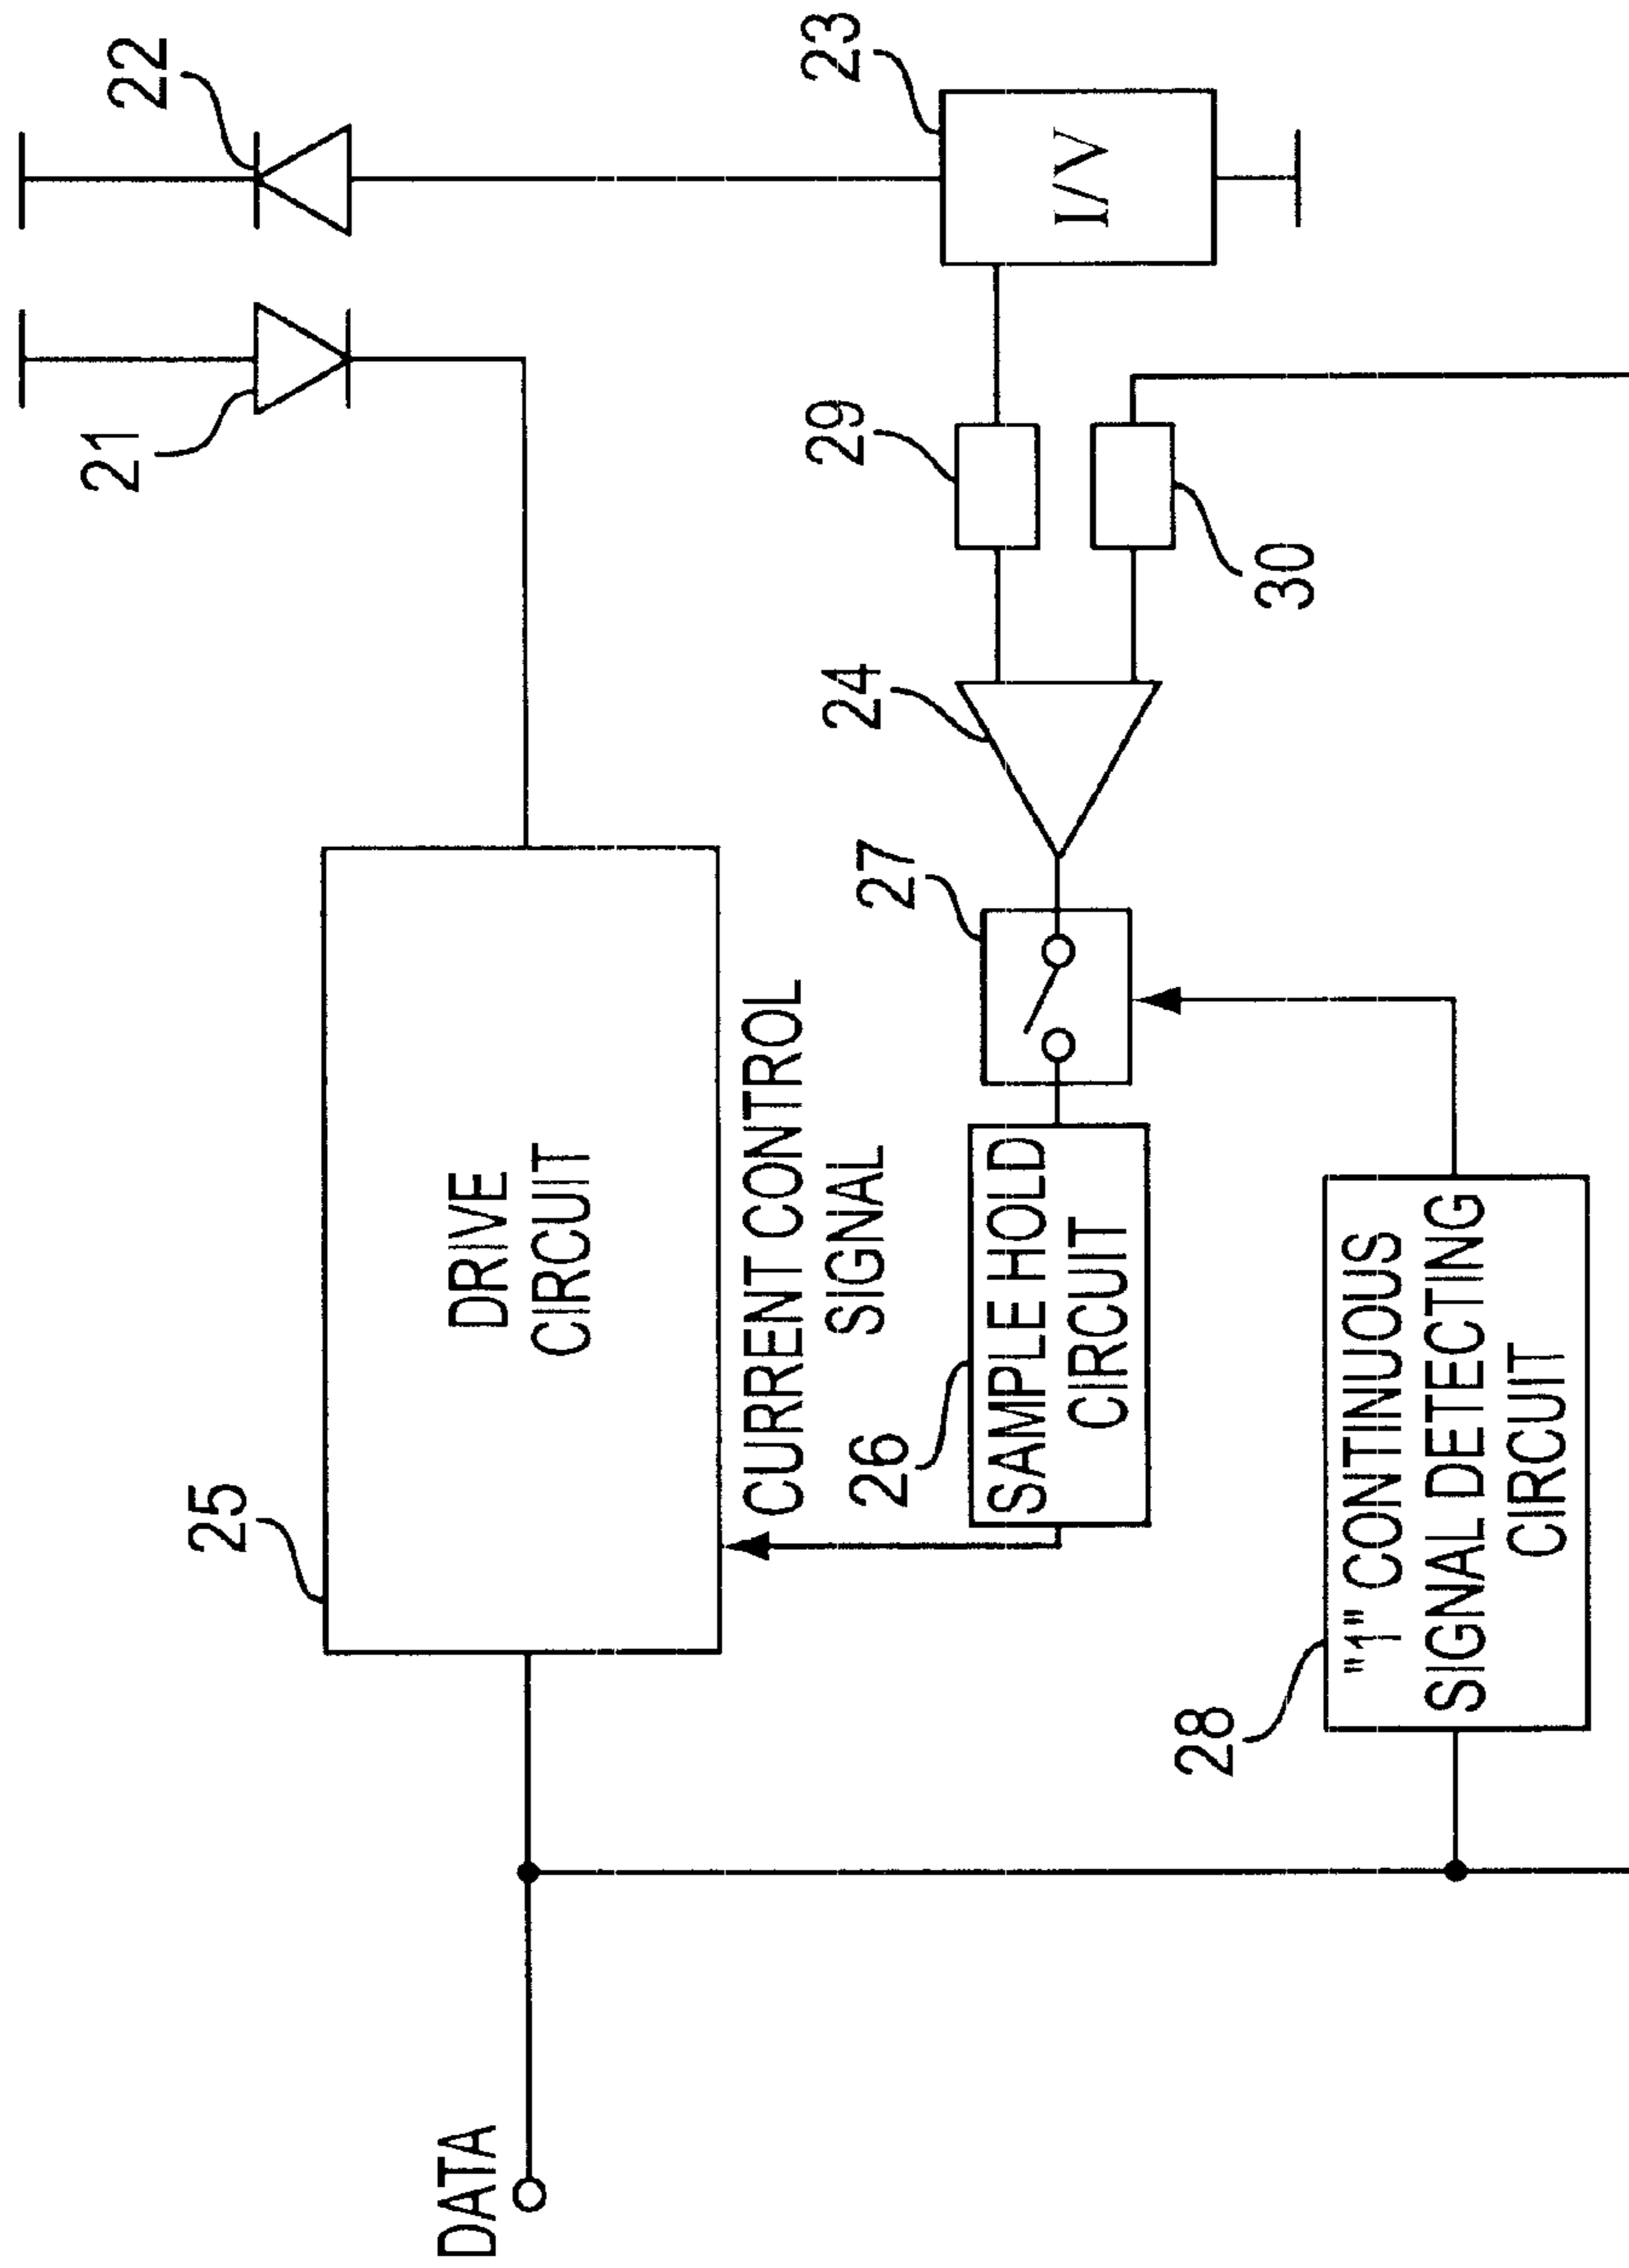 22
21
23
25
DRIVE
CIRCUIT
29
30
24
27
CURRENT CONTROL
SIGNAL
26
SAMPLE HOLD
CIRCUIT
28
"1" CONTINUOUS
SIGNAL DETECTING
CIRCUIT
I/V
DATA